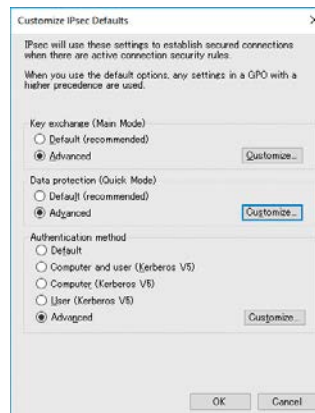 Customize IPsec Defaults
IPsec will use these settings to establish secured connections
when there are active connection security rules.
When you use the default options, any settings in a GPO with a
higher precedence are used.
Key exchange (Main Mode)
Default (recommended)
Advanced
Customize...
Data protection (Quick Mode)
Default (recommended)
Advanced
Customize...
Authentication method
Default
Computer and user (Kerberos V5)
Computer (Kerberos V5)
User (Kerberos V5)
Advanced
Customize...
OK
Cancel